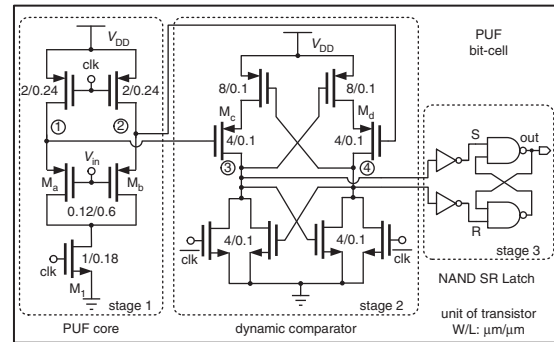 V_DD
clk
2/0.24
2/0.24
①
②
V_in
M_a
M_b
0.12/0.6
clk
1/0.18
M_1
stage 1
PUF core
V_DD
8/0.1
8/0.1
M_c
M_d
4/0.1
4/0.1
③
④
4/0.1
4/0.1
clk
clk
stage 2
dynamic comparator
PUF
bit-cell
S
out
R
stage 3
NAND SR Latch
unit of transistor
W/L: μm/μm